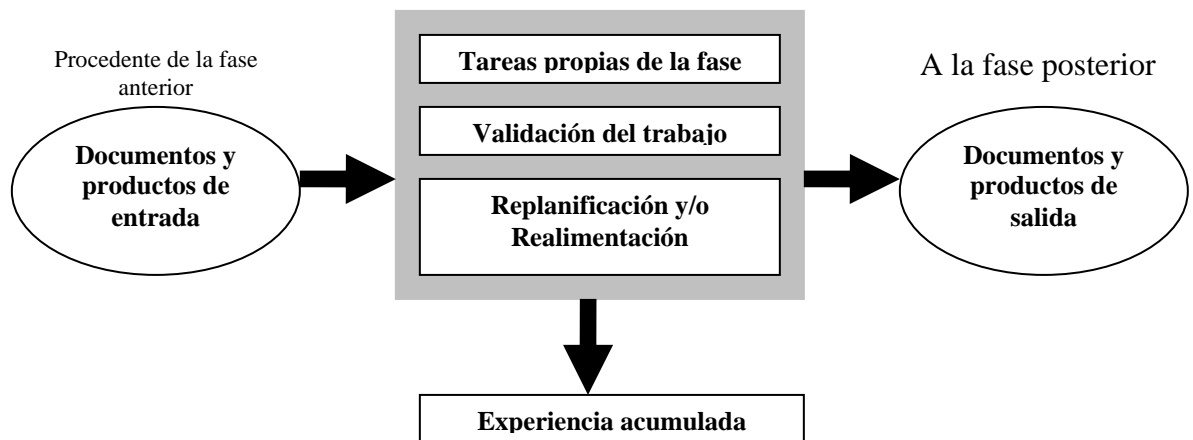 Procedente de la fase
anterior
Documentos y
productos de
entrada
Tareas propias de la fase
Validación del trabajo
Replanificación y/o
Realimentación
A la fase posterior
Documentos y
productos de
salida
Experiencia acumulada